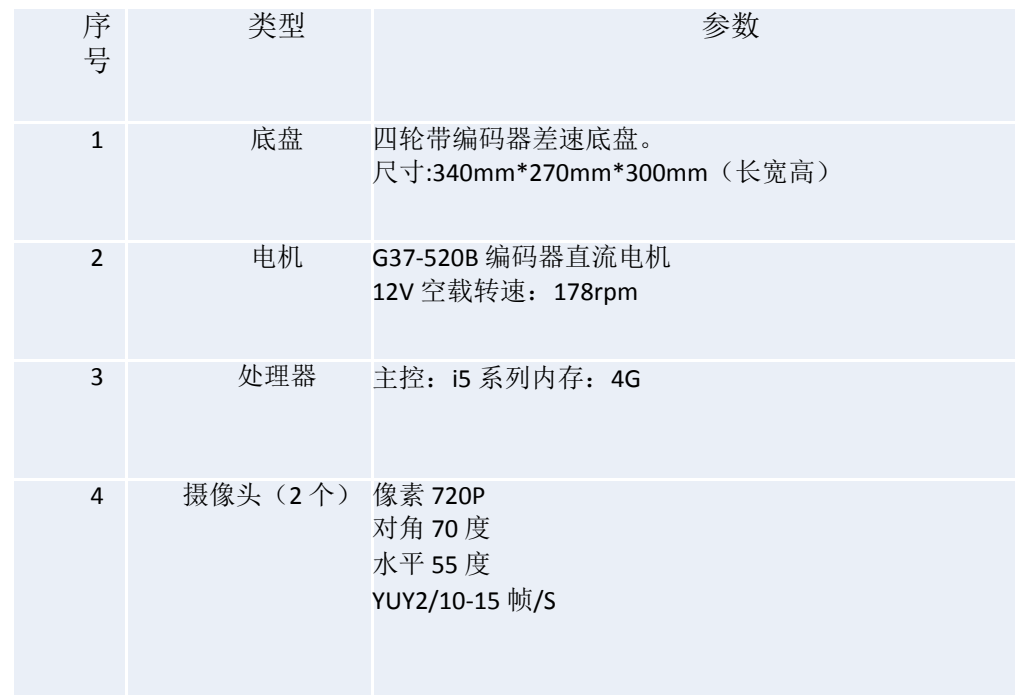 序号 类型 参数
1 底盘 四轮带编码器差速底盘。
尺寸:340mm*270mm*300mm（长宽高）
2 电机 G37-520B 编码器直流电机
12V 空载转速：178rpm
3 处理器 主控：i5 系列内存：4G
4 摄像头（2 个） 像素 720P
对角 70 度
水平 55 度
YUY2/10-15 帧/S